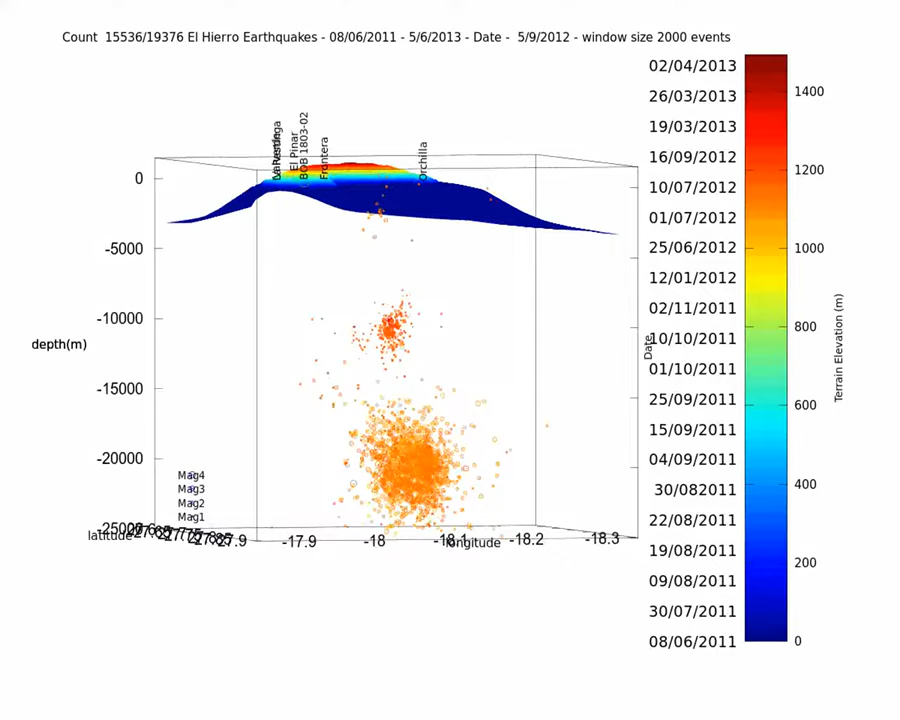 Count 15536/19376 El Hierro Earthquakes - 08/06/2011 - 5/6/2013 - Date - 5/9/2012 - window size 2000 events
El Pinar
BOB 1803-02
Frontera
Orchilla
0
-5000
-10000
depth(m)
-15000
-20000
Mag4
Mag3
Mag2
Mag1
latitude
-17.9
-18
-18.1
longitude
-18.2
-18.3
Date
02/04/2013
26/03/2013
19/03/2013
16/09/2012
10/07/2012
01/07/2012
25/06/2012
12/01/2012
02/11/2011
10/10/2011
01/10/2011
25/09/2011
15/09/2011
04/09/2011
30/082011
22/08/2011
19/08/2011
09/08/2011
30/07/2011
08/06/2011
1400
1200
1000
800
600
400
200
0
Terrain Elevation (m)